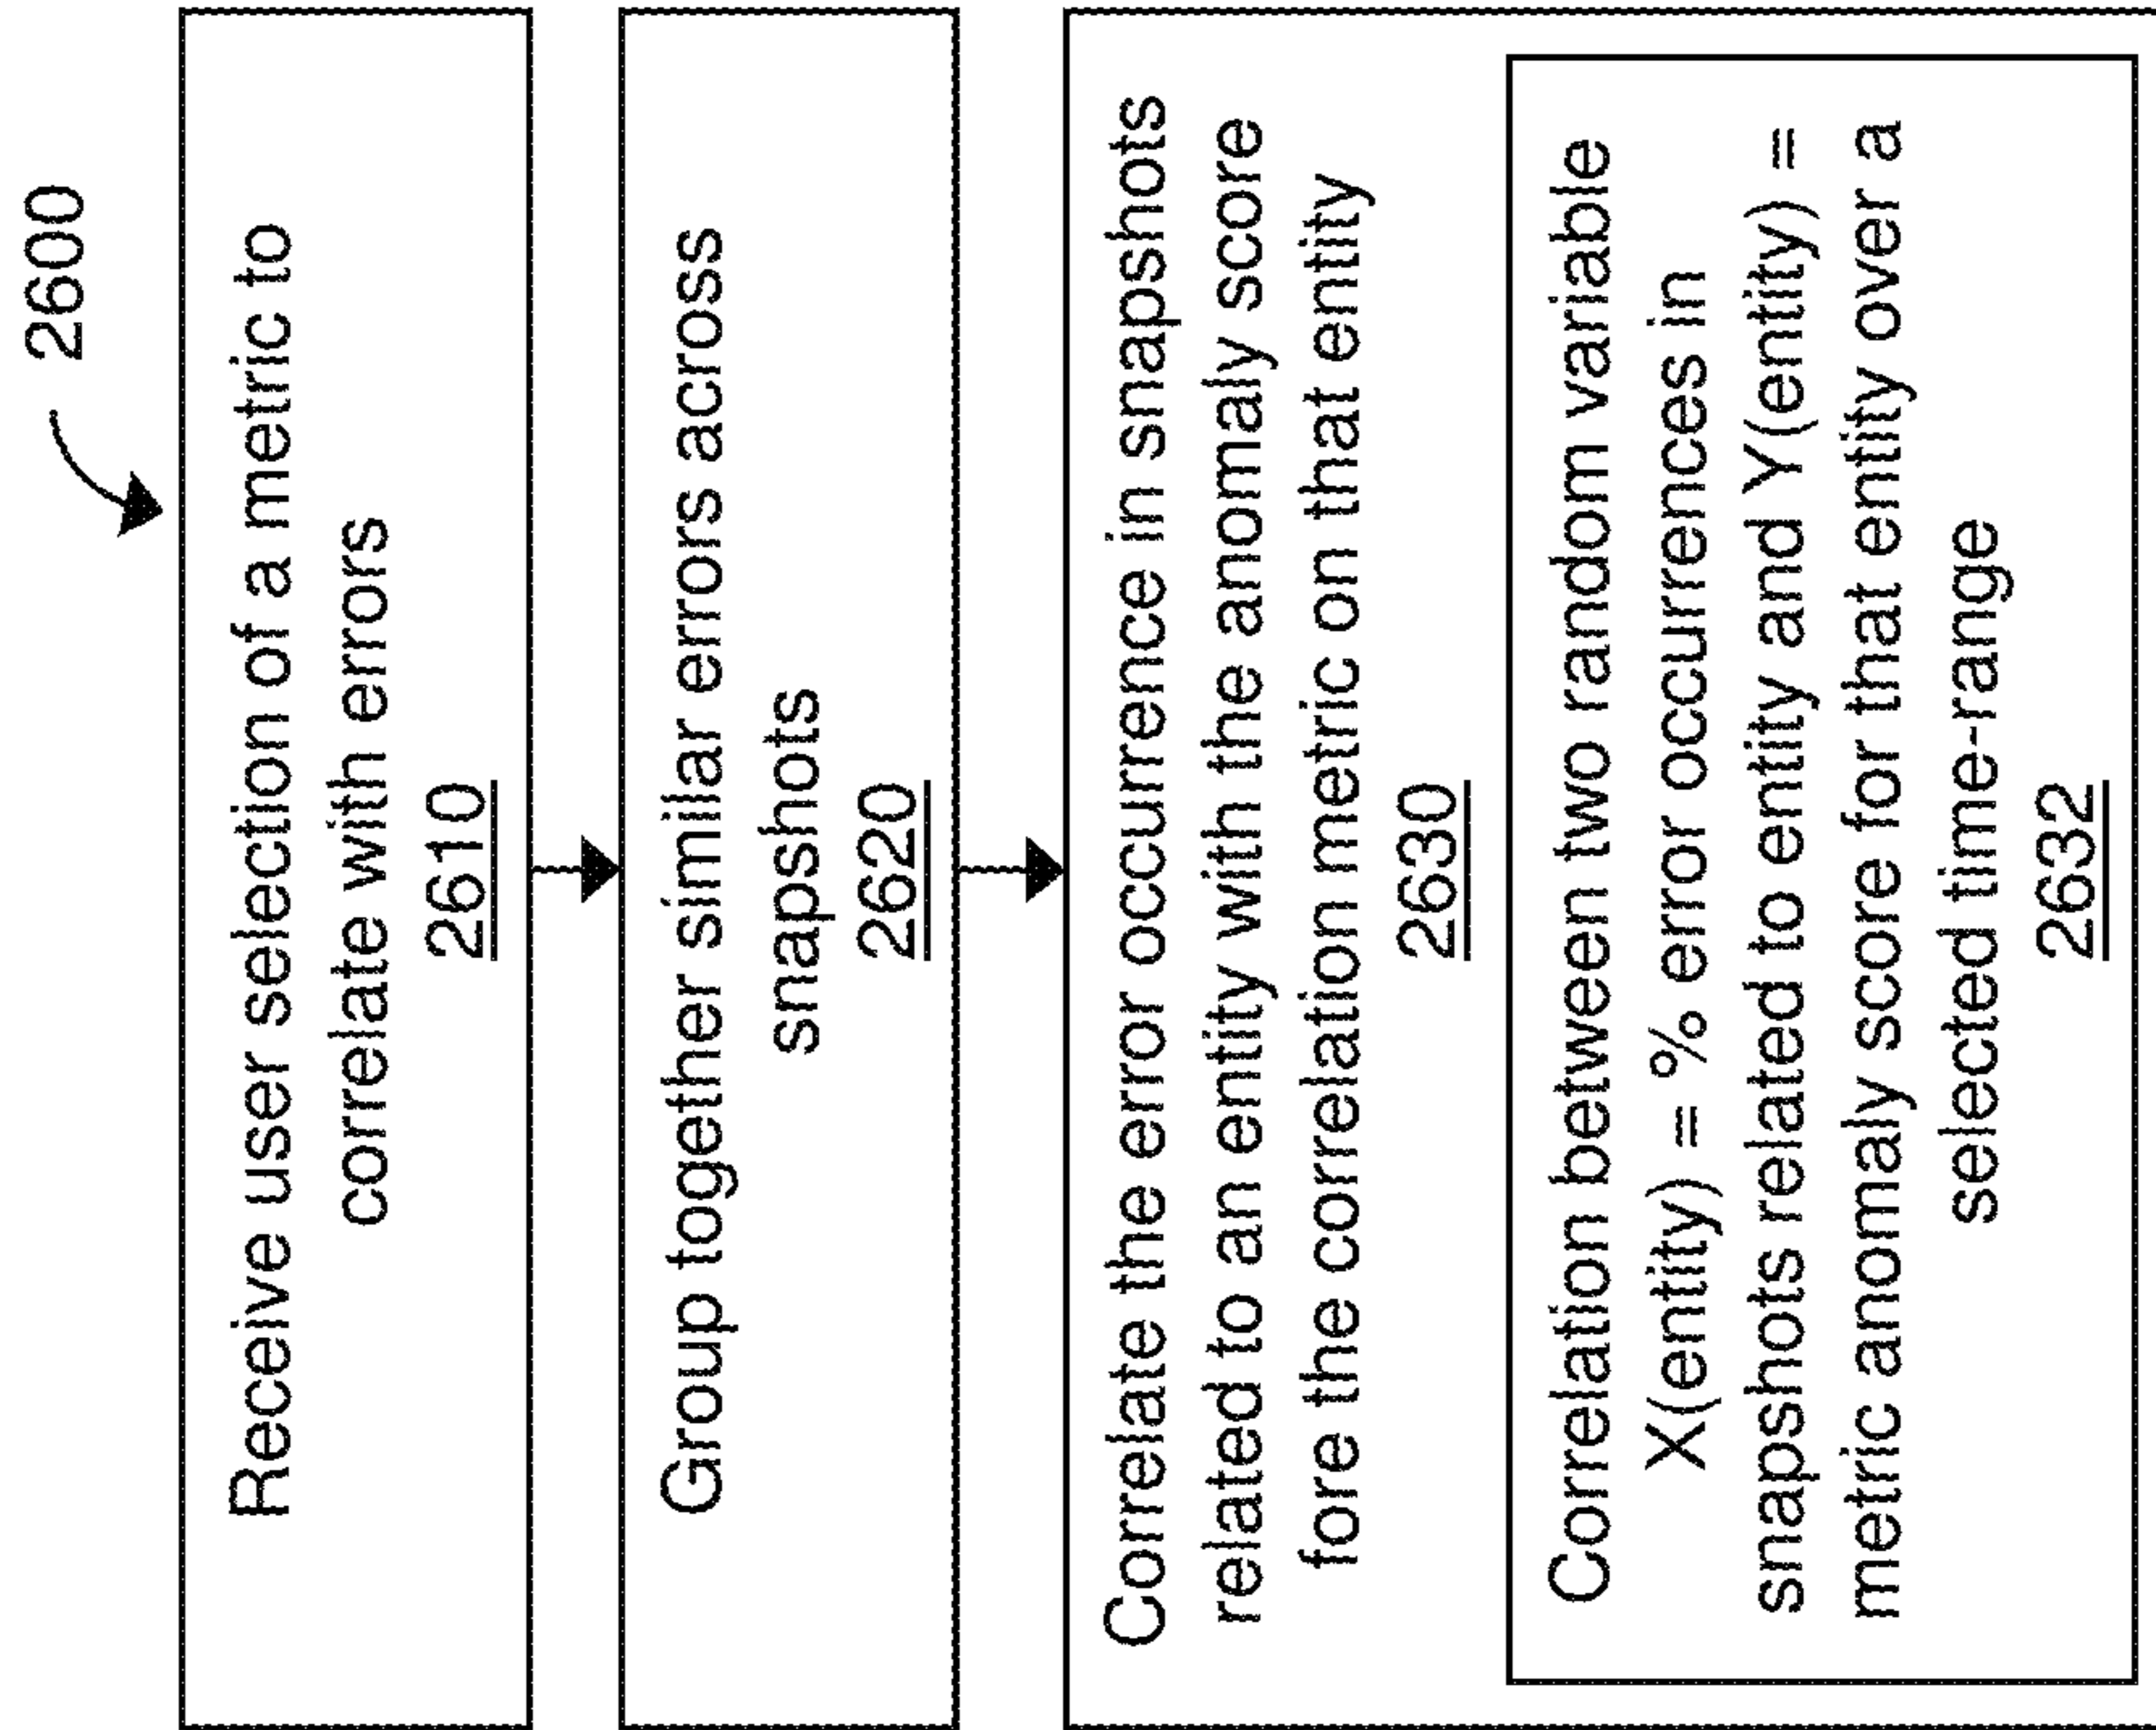 2600
Receive user selection of a metric to
correlate with errors
2610
Group together similar errors across
snapshots
2620
Correlate the error occurrence in snapshots
related to an entity with the anomaly score
fore the correlation metric on that entity
2630
Correlation between two random variable
X(entity) = % error occurrences in
snapshots related to entity and Y(entity) =
metric anomaly score for that entity over a
selected time-range
2632